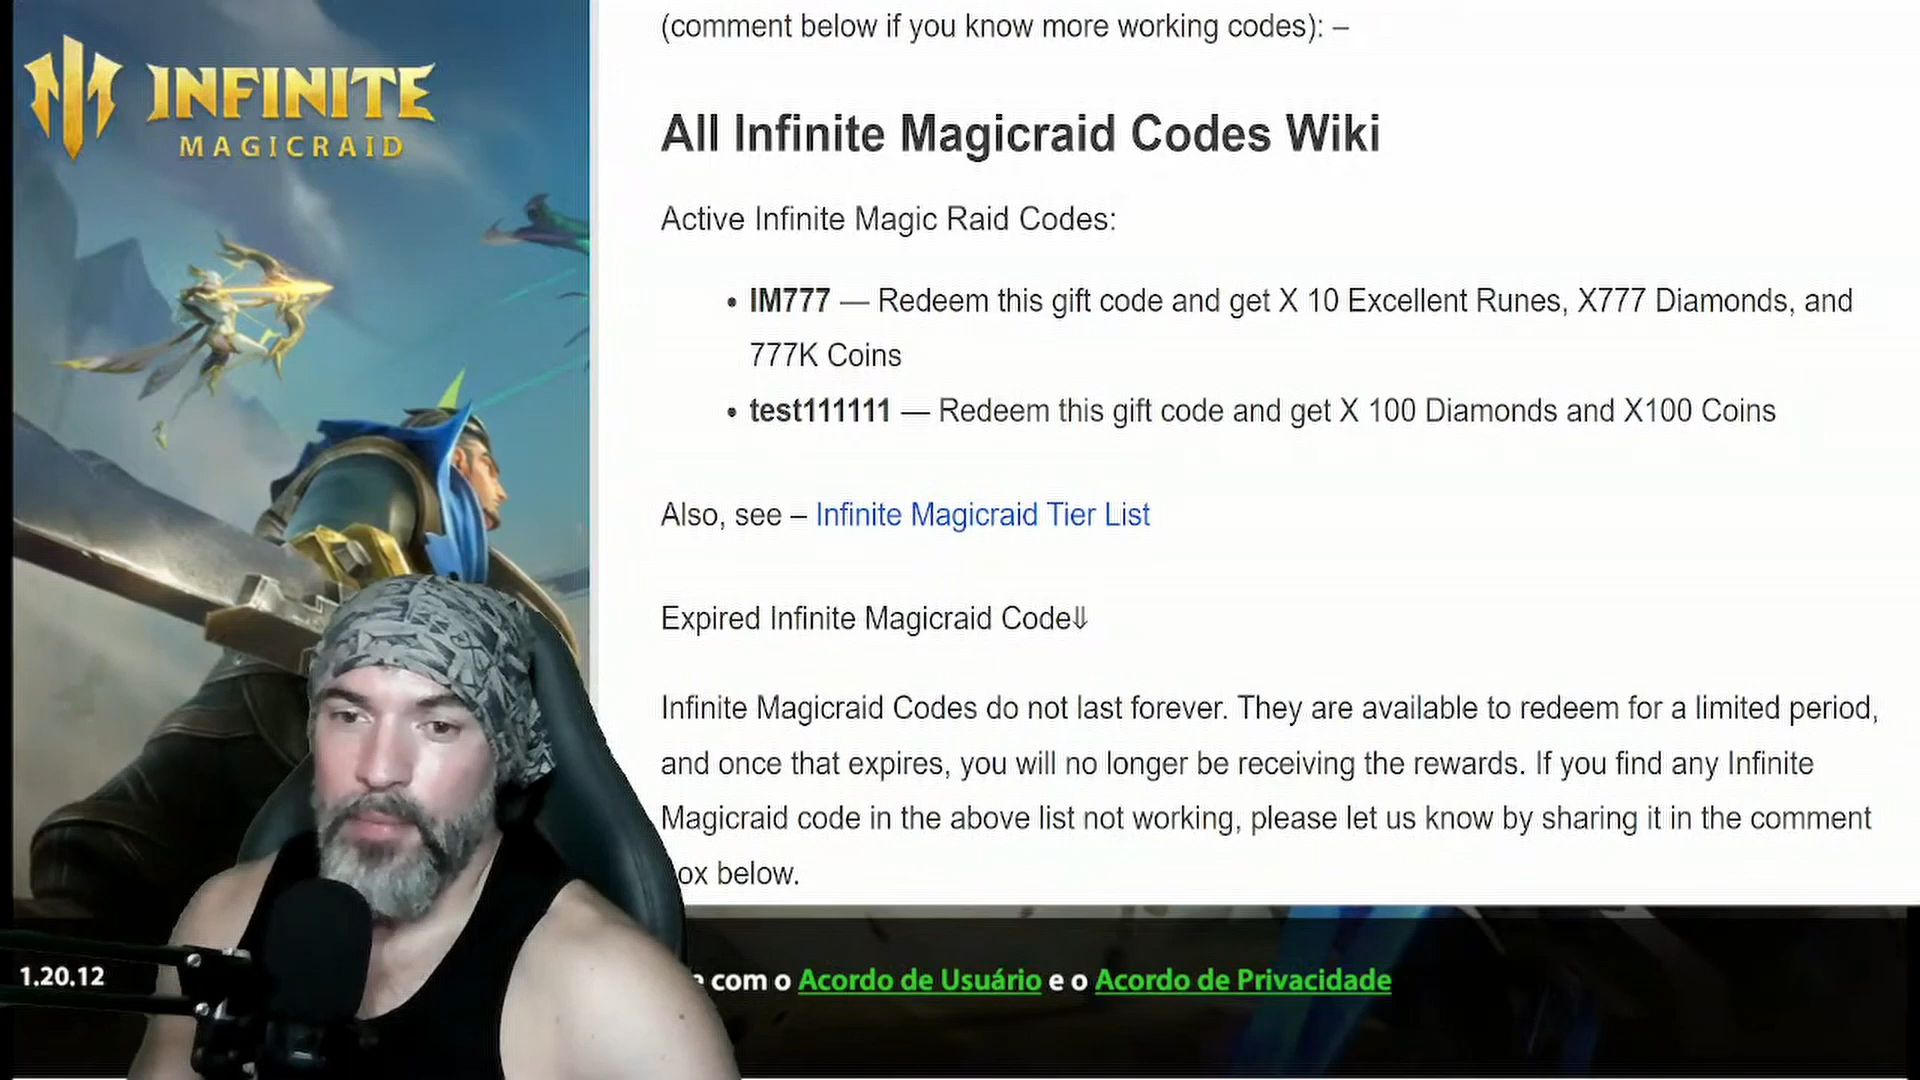 INFINITE
MAGICRAID
(comment below if you know more working codes): –
All Infinite Magicraid Codes Wiki
Active Infinite Magic Raid Codes:
• IM777 — Redeem this gift code and get X 10 Excellent Runes, X777 Diamonds, and
777K Coins
• test111111 — Redeem this gift code and get X 100 Diamonds and X100 Coins
Also, see – Infinite Magicraid Tier List
Expired Infinite Magicraid Code⇓
Infinite Magicraid Codes do not last forever. They are available to redeem for a limited period,
and once that expires, you will no longer be receiving the rewards. If you find any Infinite
Magicraid code in the above list not working, please let us know by sharing it in the comment
below.
1.20.12
com o Acordo de Usuário e o Acordo de Privacidade